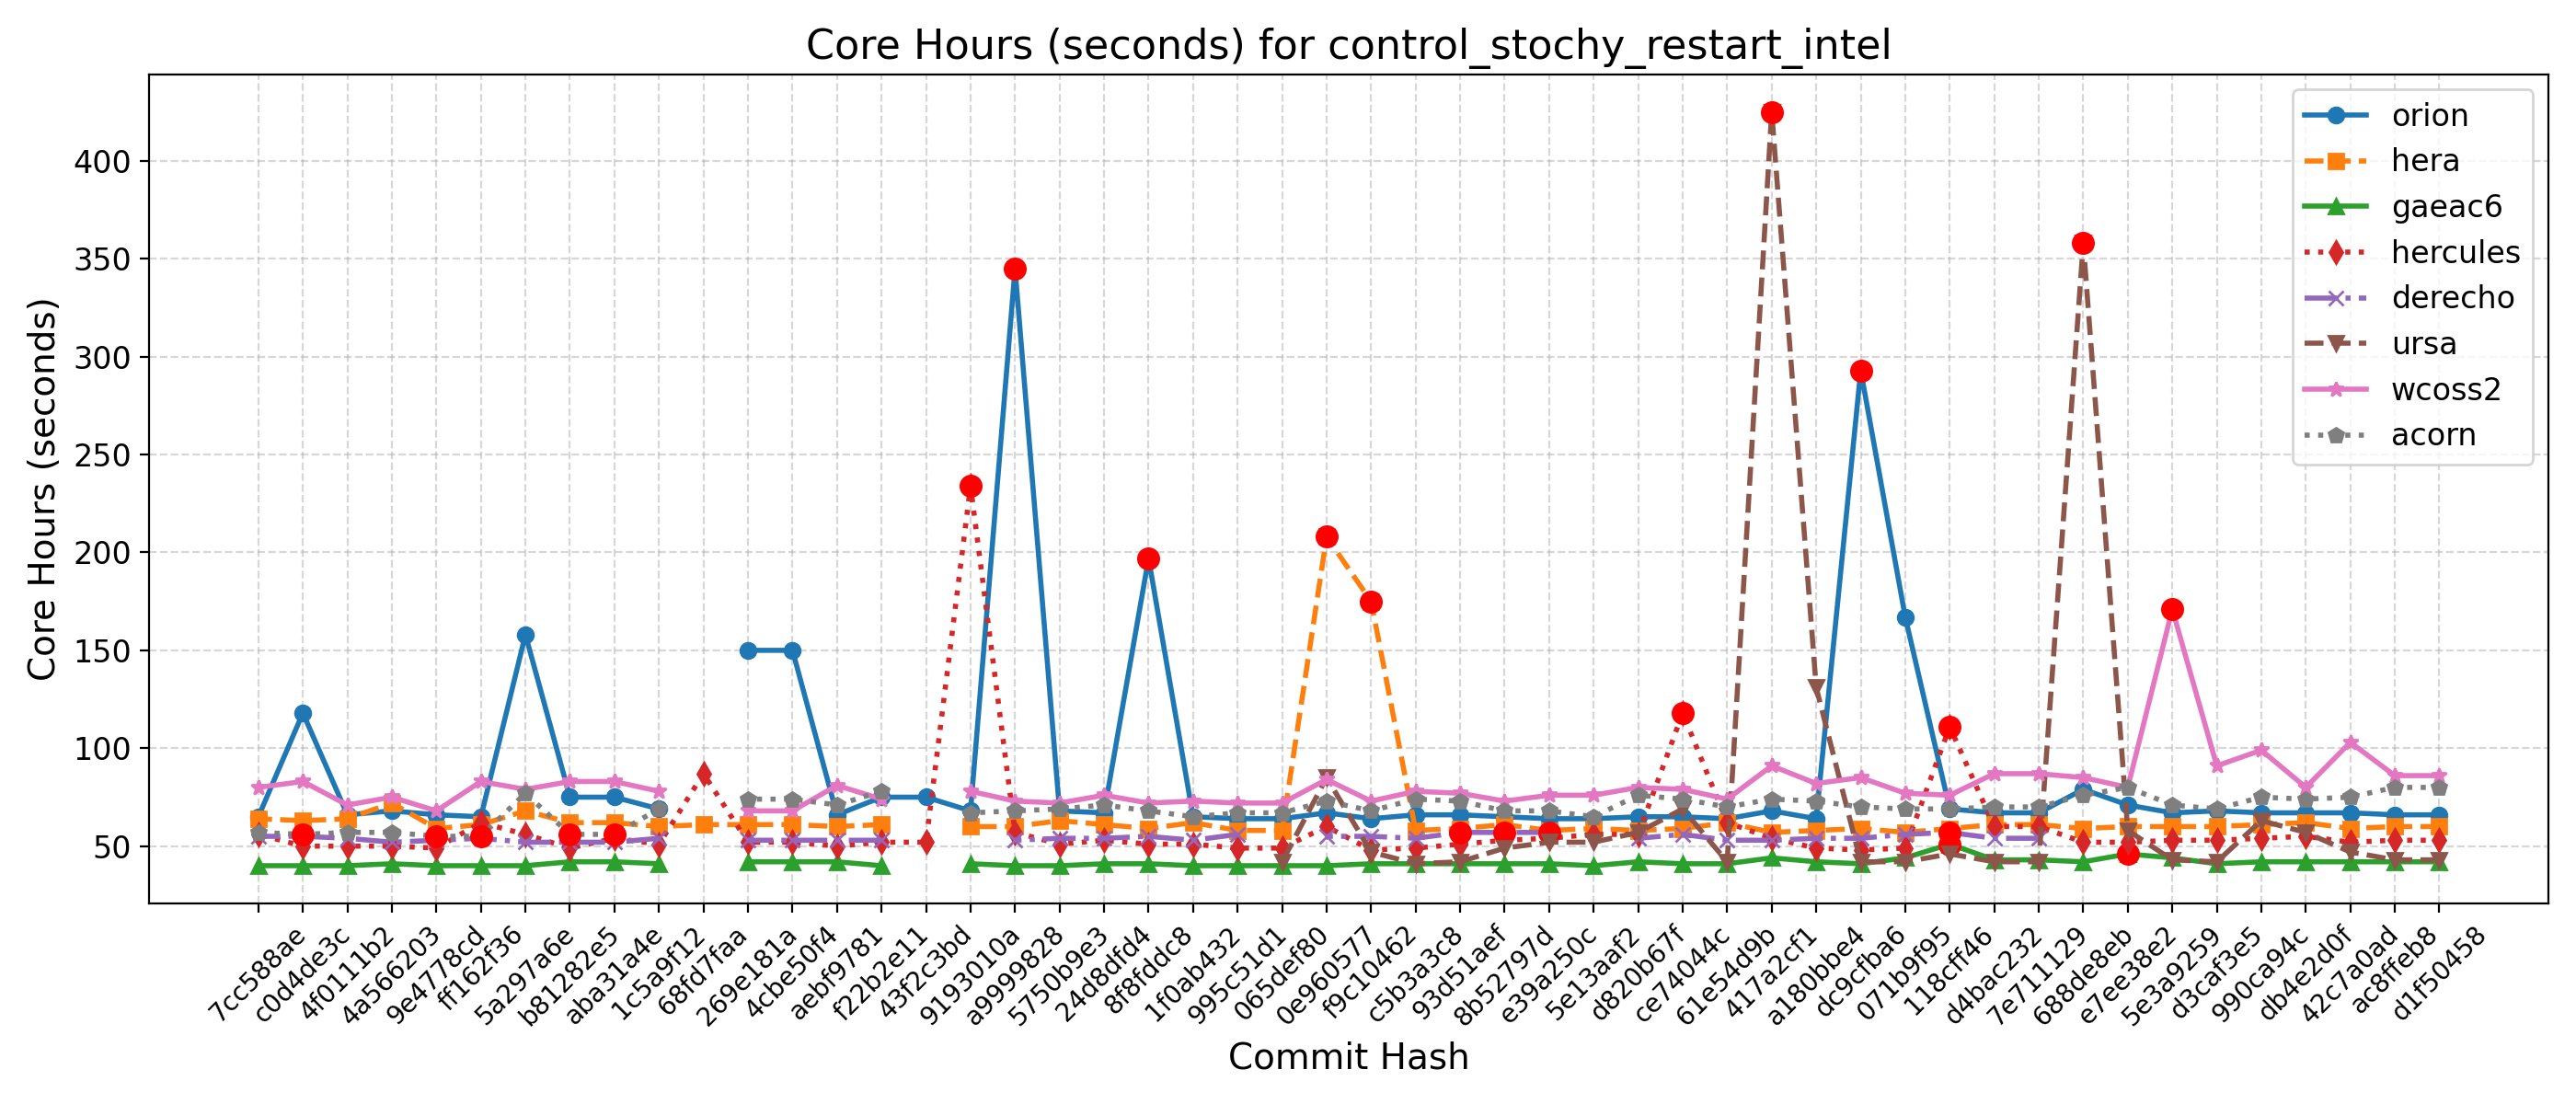 Core Hours (seconds) for control_stochy_restart_intel
Core Hours (seconds)
400
350
300
250
200
150
100
50
orion
hera
gaeac6
hercules
derecho
ursa
wcoss2
acorn
7cc588ae
c0d4de3c
4f0111b2
4a566203
9e4778cd
ff162f36
5a297a6e
b81282e5
aba31a4e
1c5a9f12
68fd7faa
269e181a
4cbe50f4
aebf9781
f22b2e11
43f2c3bd
9193010a
a9999828
5750b9e3
24d8dfd4
8f8fddc8
1f0ab432
995c51d1
065def80
0e960577
f9c10462
c5b3a3c8
93d51aef
8b52797d
e39a250c
5e13aaf2
d820b67f
ce74044c
61e54d9b
417a2cf1
a180bbe4
dc9cfba6
071b9f95
118cff46
d4bac232
7e711129
688de8eb
e7ee38e2
5e3a9259
d3caf3e5
990ca94c
db4e2d0f
42c7a0ad
ac8ffeb8
d1f50458
Commit Hash